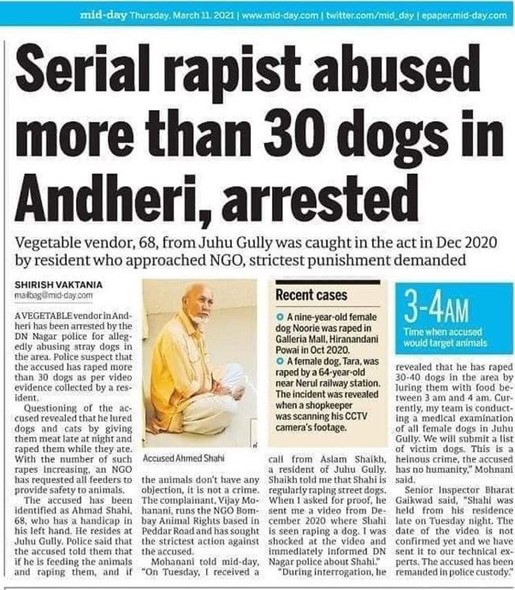 mid-day Thursday, March 11, 2021 | www.mid-day.com | twitter.com/mid_day | epaper.mid-day.com
Serial rapist abused
more than 30 dogs in
Andheri, arrested
Vegetable vendor, 68, from Juhu Gully was caught in the act in Dec 2020
by resident who approached NGO, strictest punishment demanded
SHIRISH VAKTANIA
mailbag@mid-day.com
A VEGETABLE vendor in And-
heri has been arrested by the
DN Nagar police for alleg-
edly abusing stray dogs in
the area. Police suspect that
the accused has raped more
than 30 dogs as per video
evidence collected by a res-
ident.
Questioning of the ac-
cused revealed that he lured
dogs and cats by giving
them meat late at night and
raped them while they ate.
With the number of such
rapes increasing, an NGO
has requested all feeders to
provide safety to animals.
The accused has been
identified as Ahmad Shahi,
68, who has a handicap in
his left hand. He resides at
Juhu Gully. Police said that
the accused told them that
if he is feeding the animals
and raping them, and if
Accused Ahmed Shahi
the animals don't have any
objection, it is not a crime.
The complainant, Vijay Mo-
hanani, runs the NGO Bom-
bay Animal Rights based in
Peddar Road and has sought
the strictest action against
the accused.
Mohanani told mid-day,
"On Tuesday, I received a
Recent cases
A nine-year-old female
dog Noorie was raped in
Galleria Mall, Hiranandani
Powai in Oct 2020.
A female dog, Tara, was
raped by a 64-year-old
near Nerul railway station.
The incident was revealed
when a shopkeeper
was scanning his CCTV
camera's footage.
call from Aslam Shaikh,
a resident of Juhu Gully.
Shaikh told me that Shahi is
regularly raping street dogs.
When I asked for proof, he
sent me a video from De-
cember 2020 where Shahi
is seen raping a dog. I was
shocked at the video and
immediately informed DN
Nagar police about Shahi."
"During interrogation, he
3-4AM
Time when accused
would target animals
revealed that he has raped
30-40 dogs in the area by
luring them with food be-
tween 3 am and 4 am. Cur-
rently, my team is conduct-
ing a medical examination
of all female dogs in Juhu
Gully. We will submit a list
of victim dogs. This is a
heinous crime, the accused
has no humanity," Mohnani
said.
Senior Inspector Bharat
Gaikwad said, "Shahi was
held from his residence
late on Tuesday night. The
date of the video is not
confirmed yet and we have
sent it to our technical ex-
perts. The accused has been
remanded in police custody."